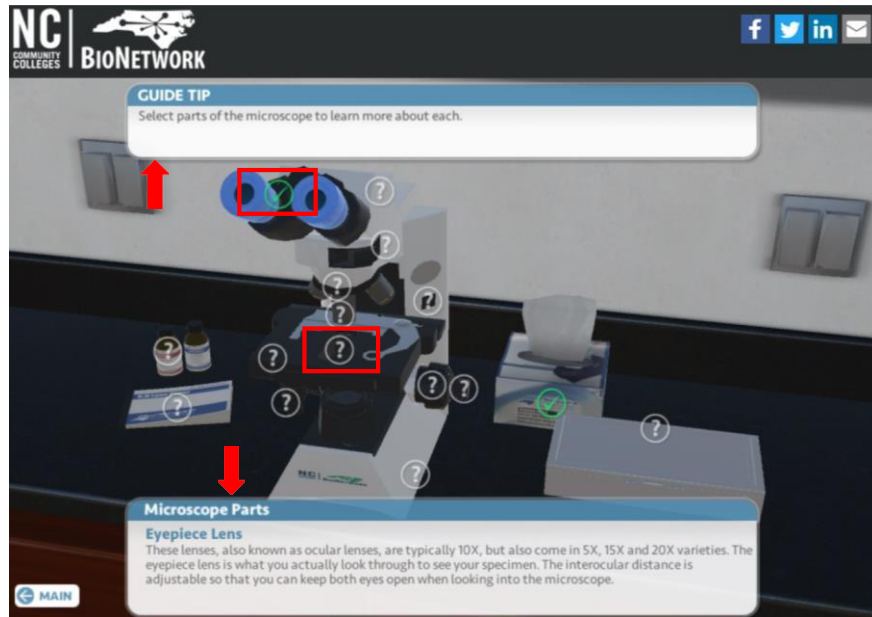 NC
COMMUNITY
COLLEGES
BIONETWORK
GUIDE TIP
Select parts of the microscope to learn more about each.
?
?
?
?
?
?
?
?
?
?
?
?
?
?
NC
Microscope Parts
Eyepiece Lens
These lenses, also known as ocular lenses, are typically 10X, but also come in 5X, 15X and 20X varieties. The
eyepiece lens is what you actually look through to see your specimen. The interocular distance is
adjustable so that you can keep both eyes open when looking into the microscope.
MAIN